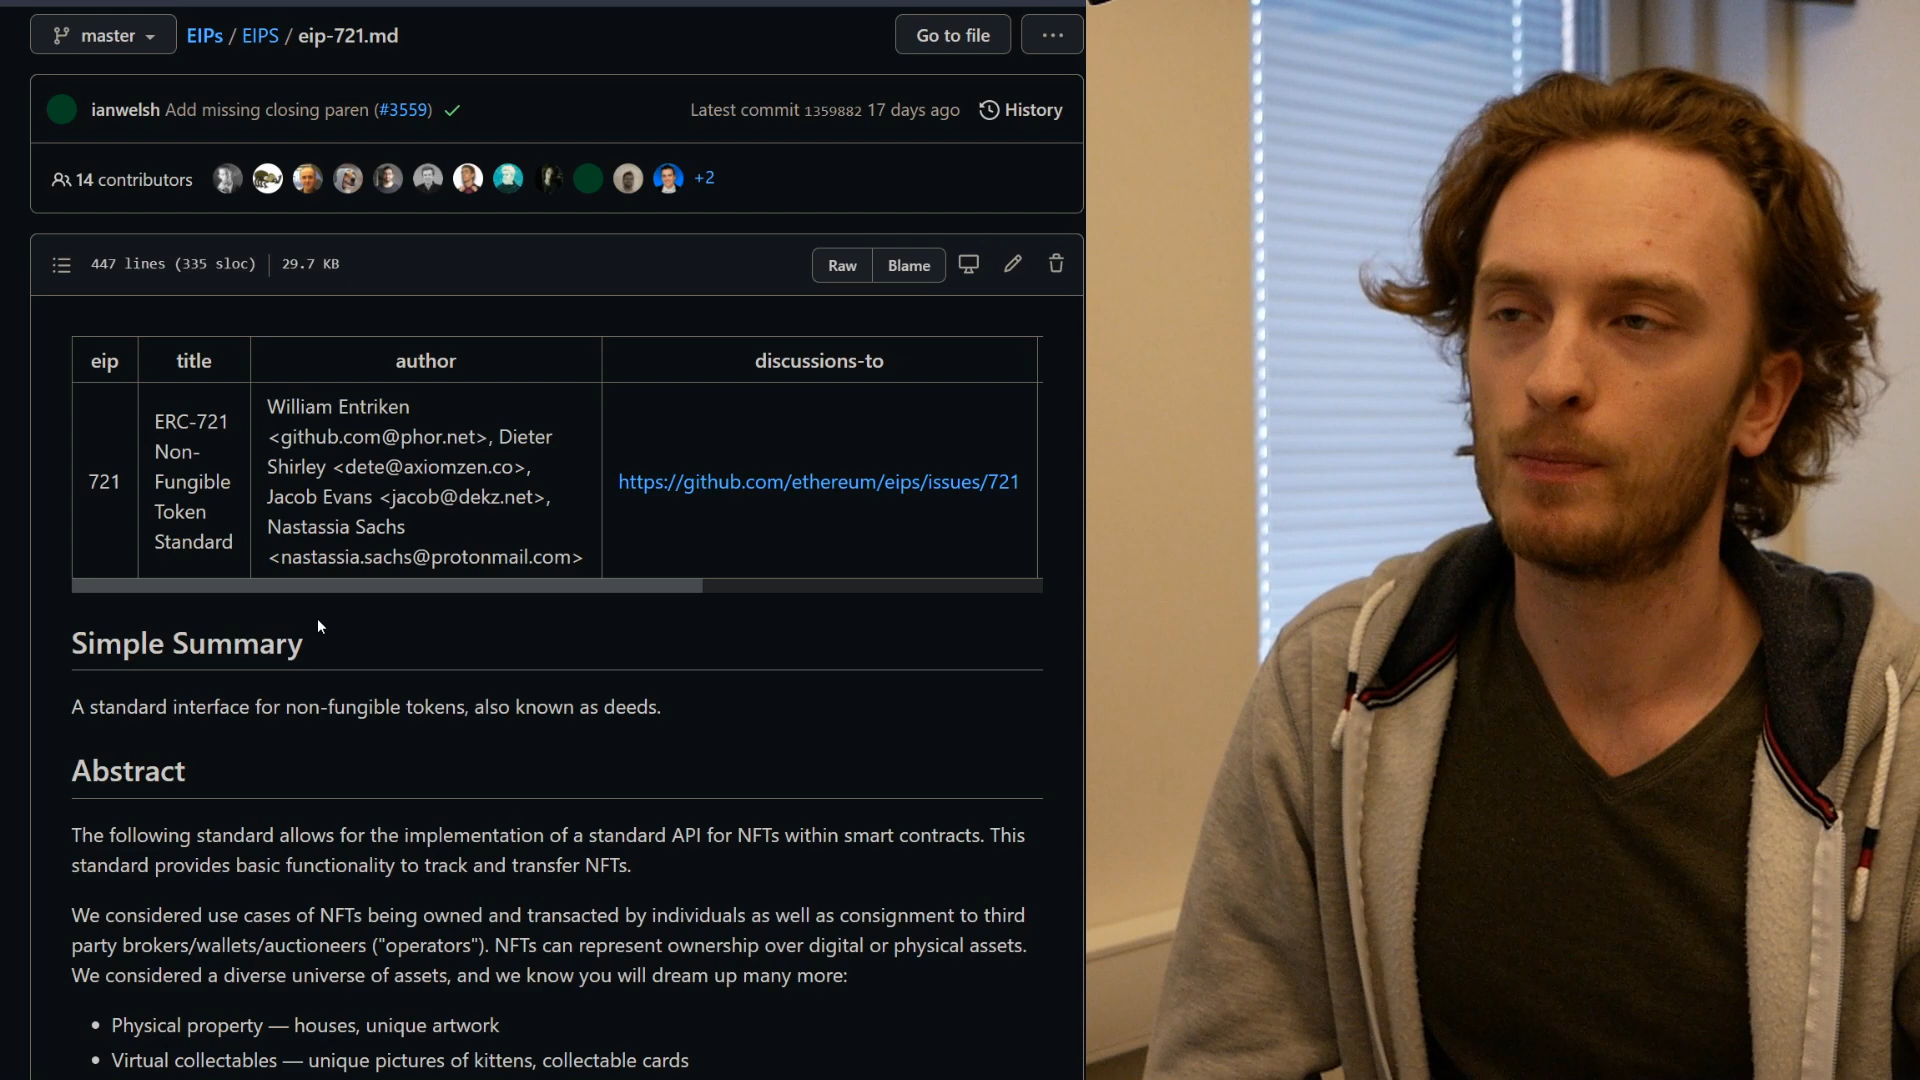 master EIPs / EIPS / eip-721.md Go to file ...
ianwelsh Add missing closing paren (#3559) Latest commit 1359882 17 days ago History
14 contributors +2
447 lines (335 sloc) 29.7 KB Raw Blame
eip title author discussions-to
721
ERC-721
Non-
Fungible
Token
Standard
William Entriken
<github.com@phor.net>, Dieter
Shirley <dete@axiomzen.co>,
Jacob Evans <jacob@dekz.net>,
Nastassia Sachs
<nastassia.sachs@protonmail.com>
https://github.com/ethereum/eips/issues/721
Simple Summary
A standard interface for non-fungible tokens, also known as deeds.
Abstract
The following standard allows for the implementation of a standard API for NFTs within smart contracts. This
standard provides basic functionality to track and transfer NFTs.
We considered use cases of NFTs being owned and transacted by individuals as well as consignment to third
party brokers/wallets/auctioneers ("operators"). NFTs can represent ownership over digital or physical assets.
We considered a diverse universe of assets, and we know you will dream up many more:
• Physical property — houses, unique artwork
• Virtual collectables — unique pictures of kittens, collectable cards